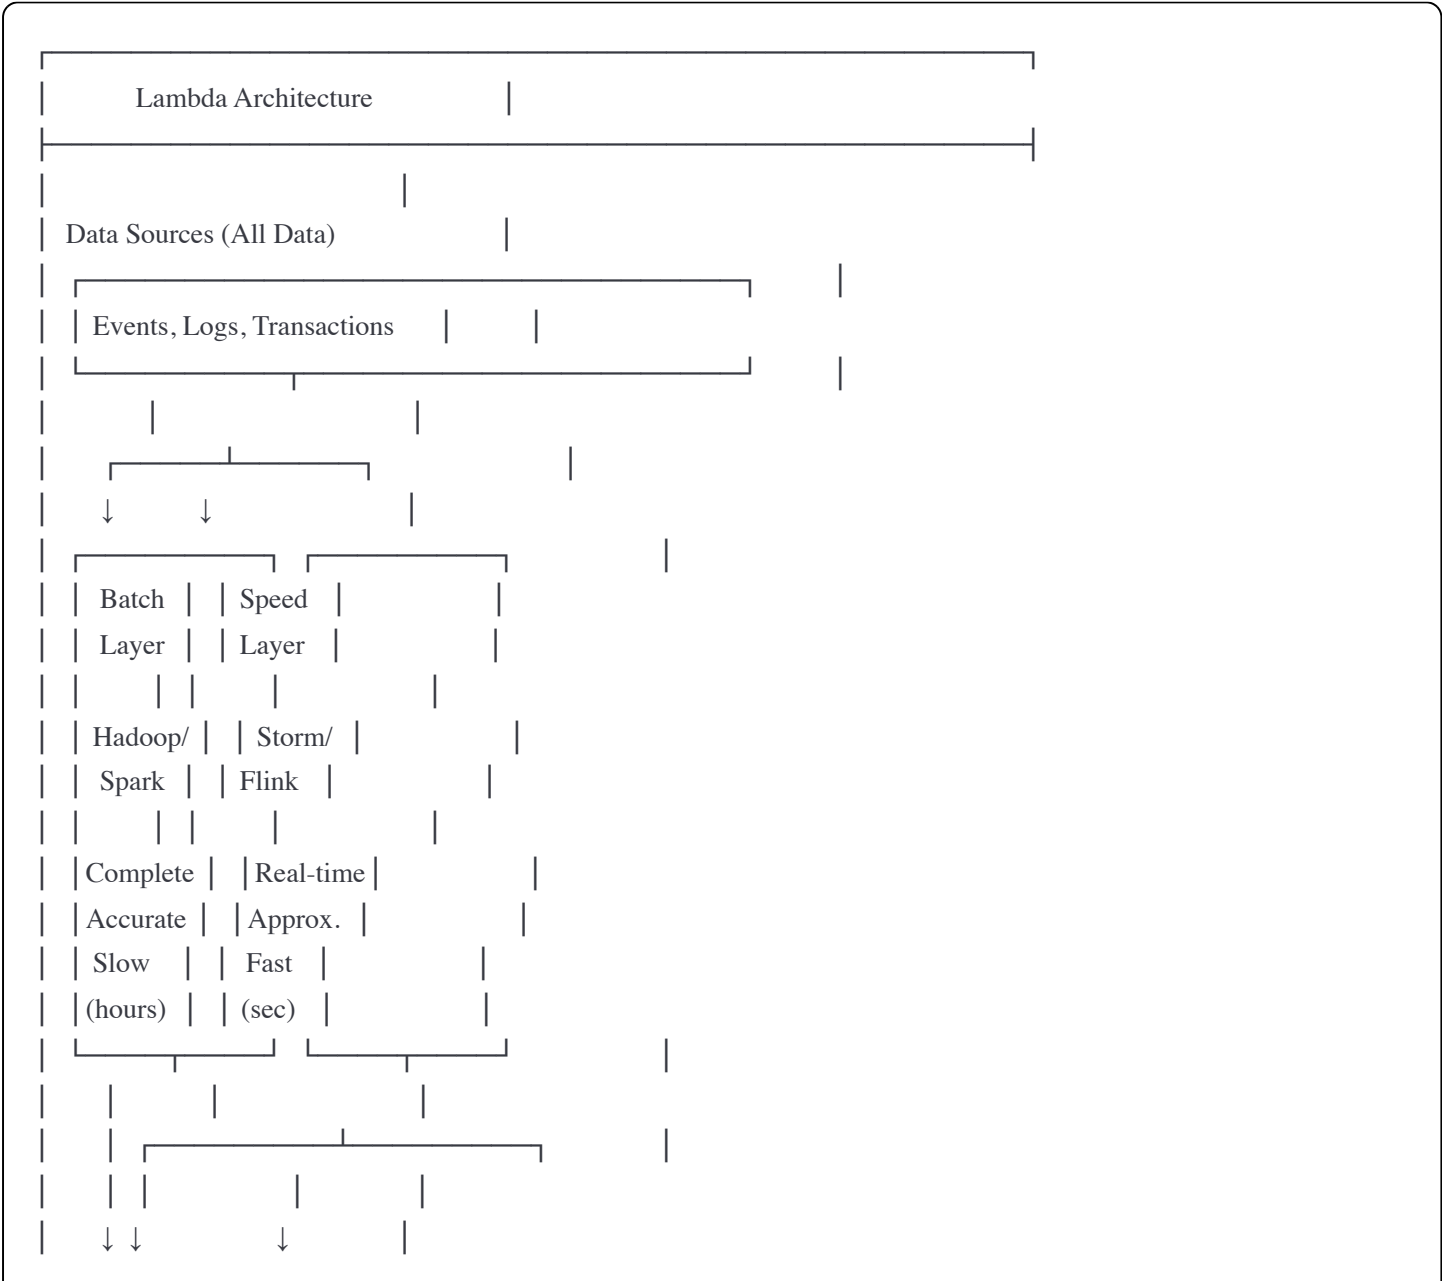 Lambda Architecture
Data Sources (All Data)
Events, Logs, Transactions
↓ ↓
Batch Speed
Layer Layer
Hadoop/ Storm/
Spark Flink
Complete Real-time
Accurate Approx.
Slow Fast
(hours) (sec)
↓ ↓ ↓